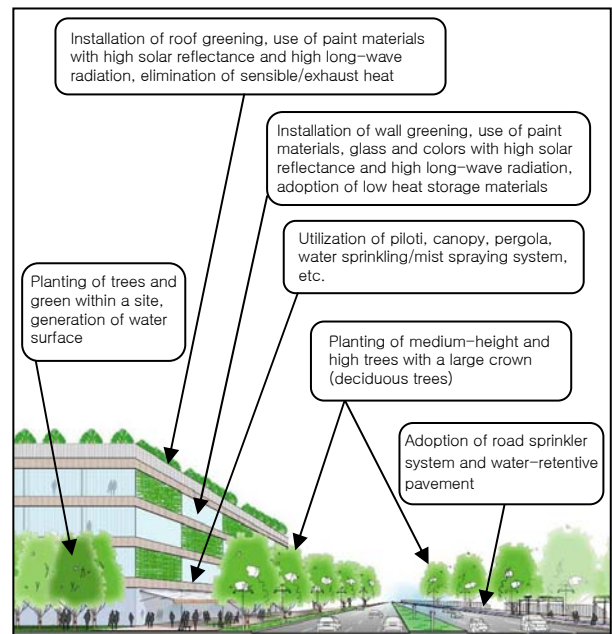 Installation of roof greening, use of paint materials
with high solar reflectance and high long-wave
radiation, elimination of sensible/exhaust heat
Installation of wall greening, use of paint
materials, glass and colors with high solar
reflectance and high long-wave radiation,
adoption of low heat storage materials
Utilization of piloti, canopy, pergola,
water sprinkling/mist spraying system,
etc.
Planting of trees and
green within a site,
generation of water
surface
Planting of medium-height and
high trees with a large crown
(deciduous trees)
Adoption of road sprinkler
system and water-retentive
pavement